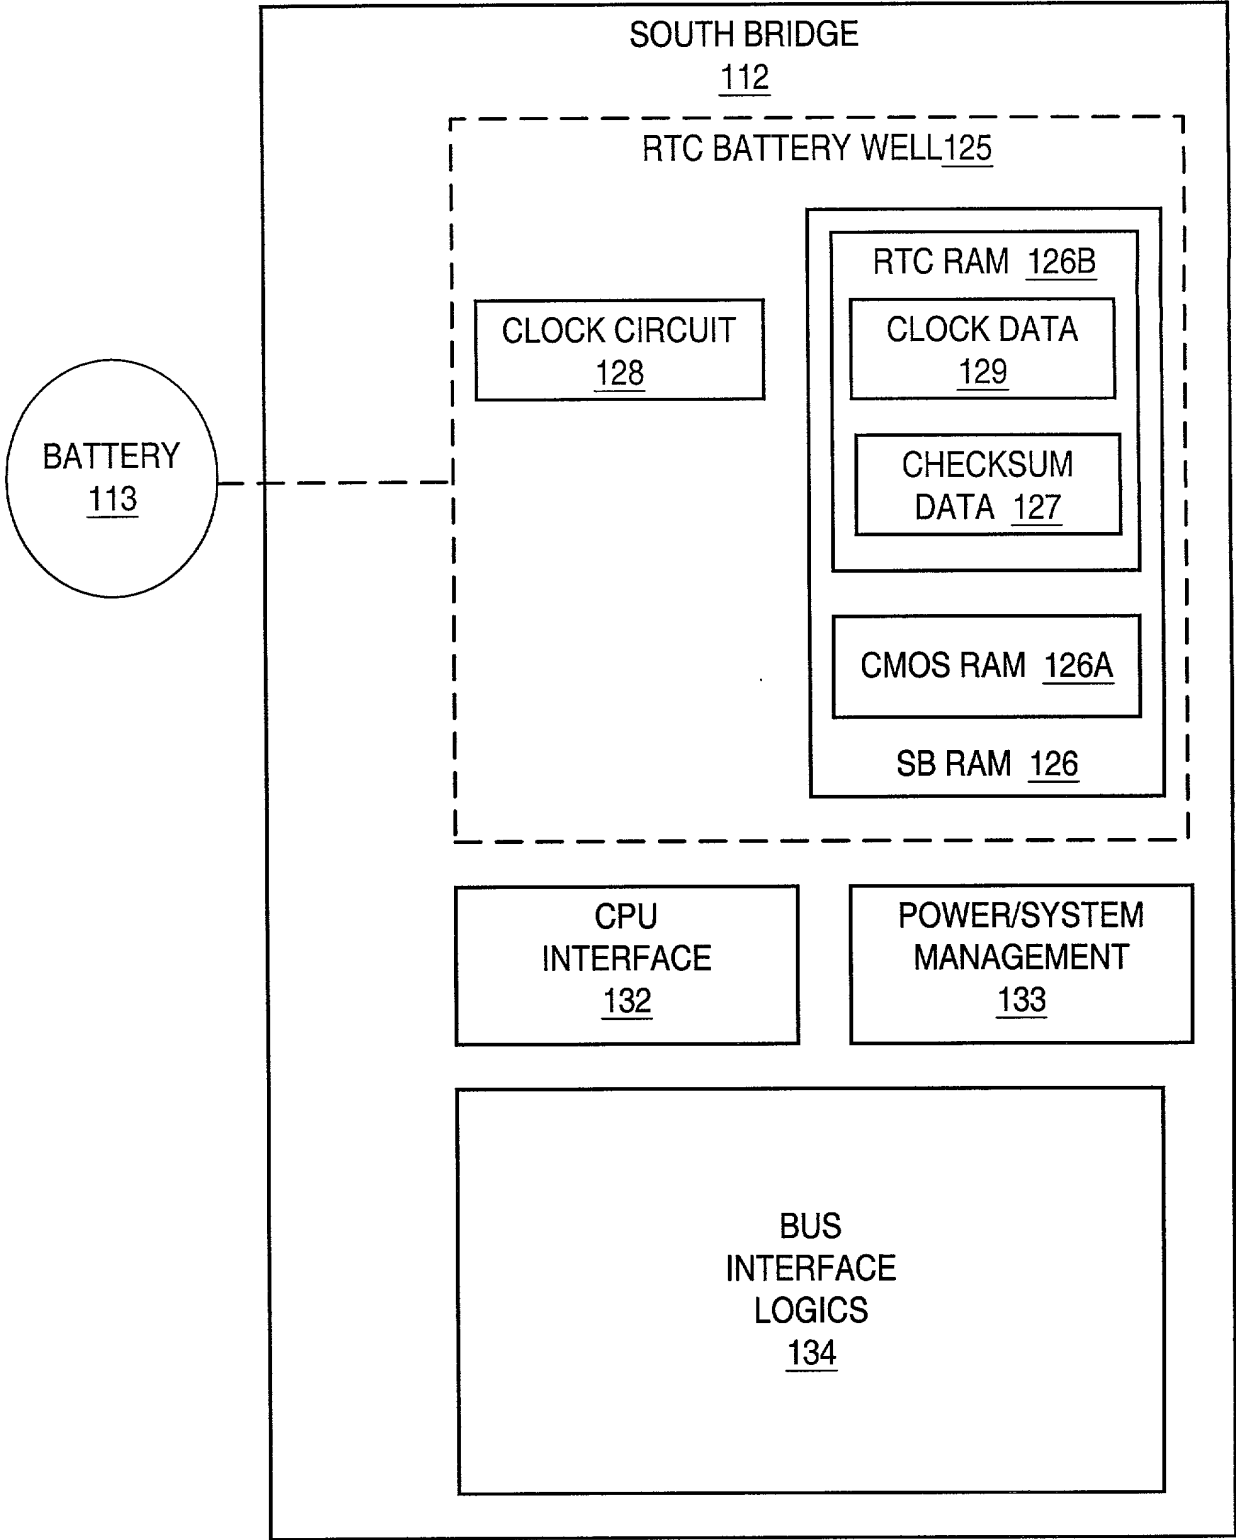 SOUTH BRIDGE
112
RTC BATTERY WELL125
RTC RAM 126B
CLOCK CIRCUIT
128
CLOCK DATA
129
BATTERY
113
CHECKSUM
DATA 127
CMOS RAM 126A
SB RAM 126
CPU
INTERFACE
132
POWER/SYSTEM
MANAGEMENT
133
BUS
INTERFACE
LOGICS
134